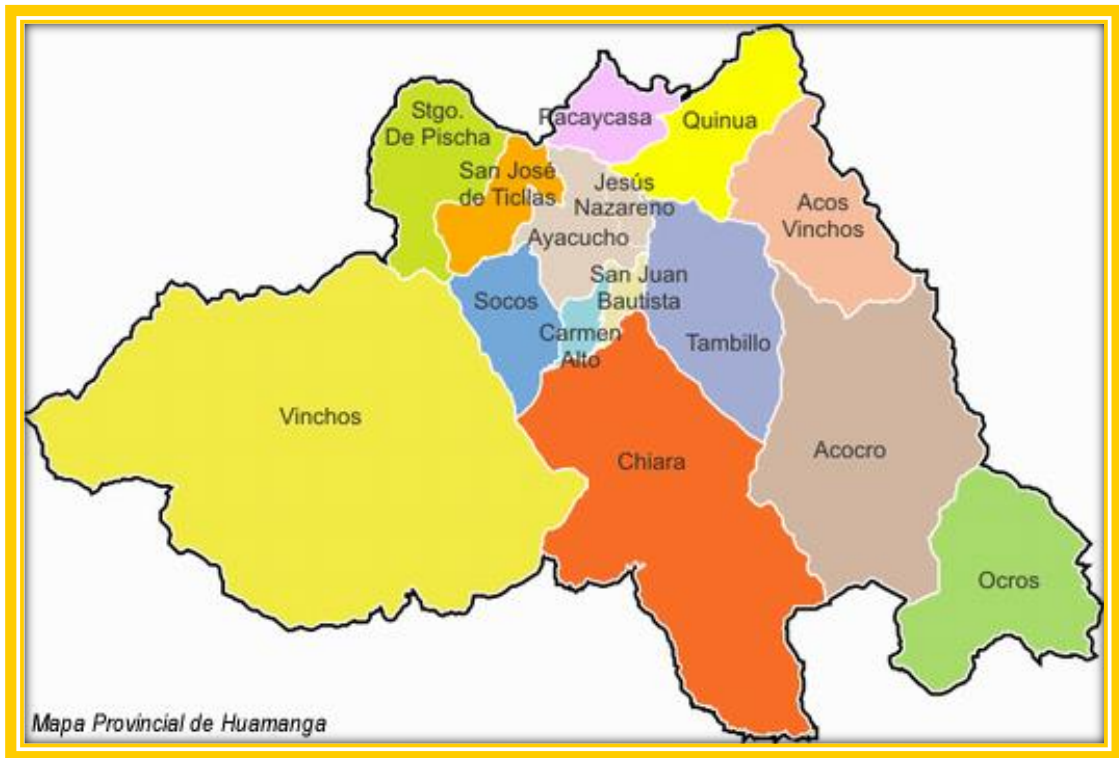 Stgo.
De Pischa
Pacaycasa
Quinua
San José
de Ticllas
Jesús
Nazareno
Acos
Vinchos
Ayacucho
San Juan
Bautista
Socos
Carmen
Alto
Tambillo
Vinchos
Chiara
Acocro
Ocros
Mapa Provincial de Huamanga